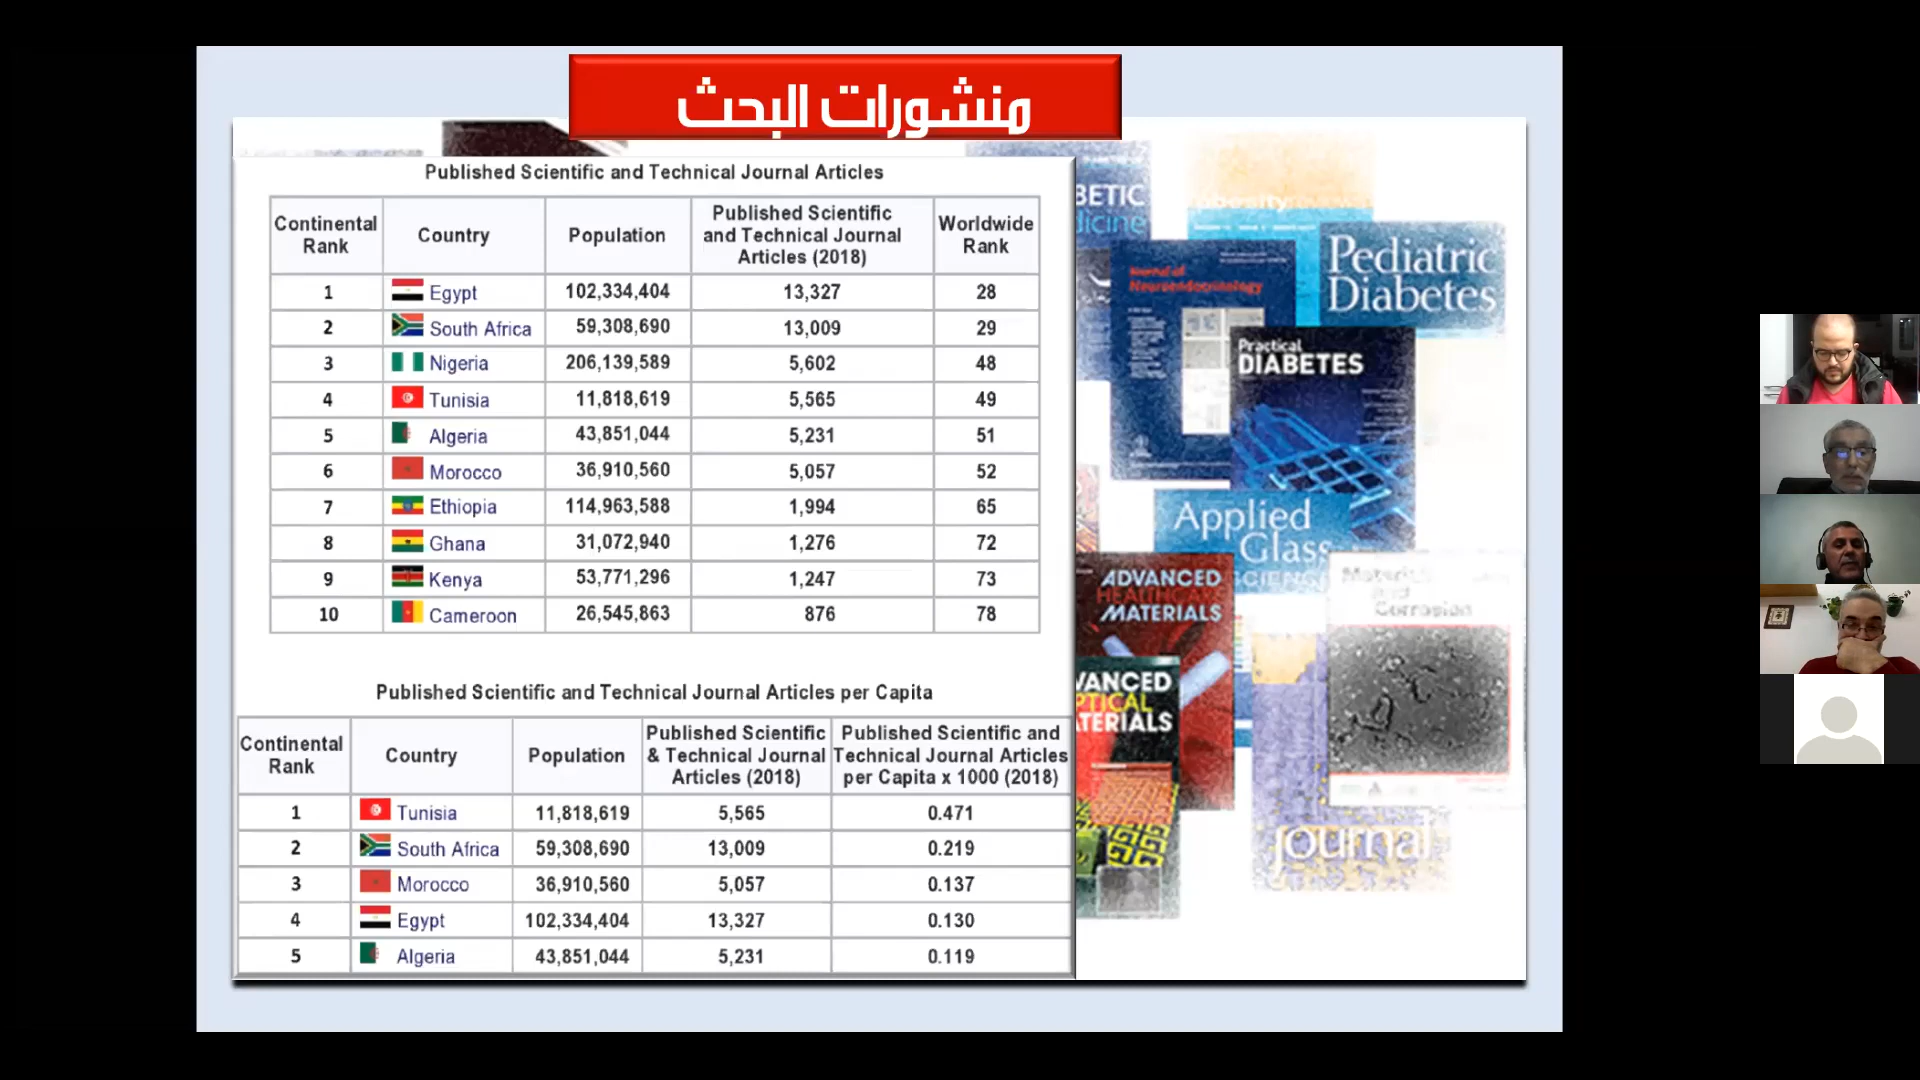 منشورات البحث
Published Scientific and Technical Journal Articles
Continental Rank | Country | Population | Published Scientific and Technical Journal Articles (2018) | Worldwide Rank
1 Egypt 102,334,404 13,327 28
2 South Africa 59,308,690 13,009 29
3 Nigeria 206,139,589 5,602 48
4 Tunisia 11,818,619 5,565 49
5 Algeria 43,851,044 5,231 51
6 Morocco 36,910,560 5,057 52
7 Ethiopia 114,963,588 1,994 65
8 Ghana 31,072,940 1,276 72
9 Kenya 53,771,296 1,247 73
10 Cameroon 26,545,863 876 78
Published Scientific and Technical Journal Articles per Capita
Continental Rank | Country | Population | Published Scientific & Technical Journal Articles (2018) | Published Scientific and Technical Journal Articles per Capita x 1000 (2018)
1 Tunisia 11,818,619 5,565 0.471
2 South Africa 59,308,690 13,009 0.219
3 Morocco 36,910,560 5,057 0.137
4 Egypt 102,334,404 13,327 0.130
5 Algeria 43,851,044 5,231 0.119
BETIC
dicine
Journal of
Neuroendocrinology
Pediatric
Diabetes
Practical
DIABETES
Applied
Glass
SCIENC
ADVANCED
HEALTHCARE
MATERIALS
VANCED
PTICAL
TERIALS
Corrosion
journal